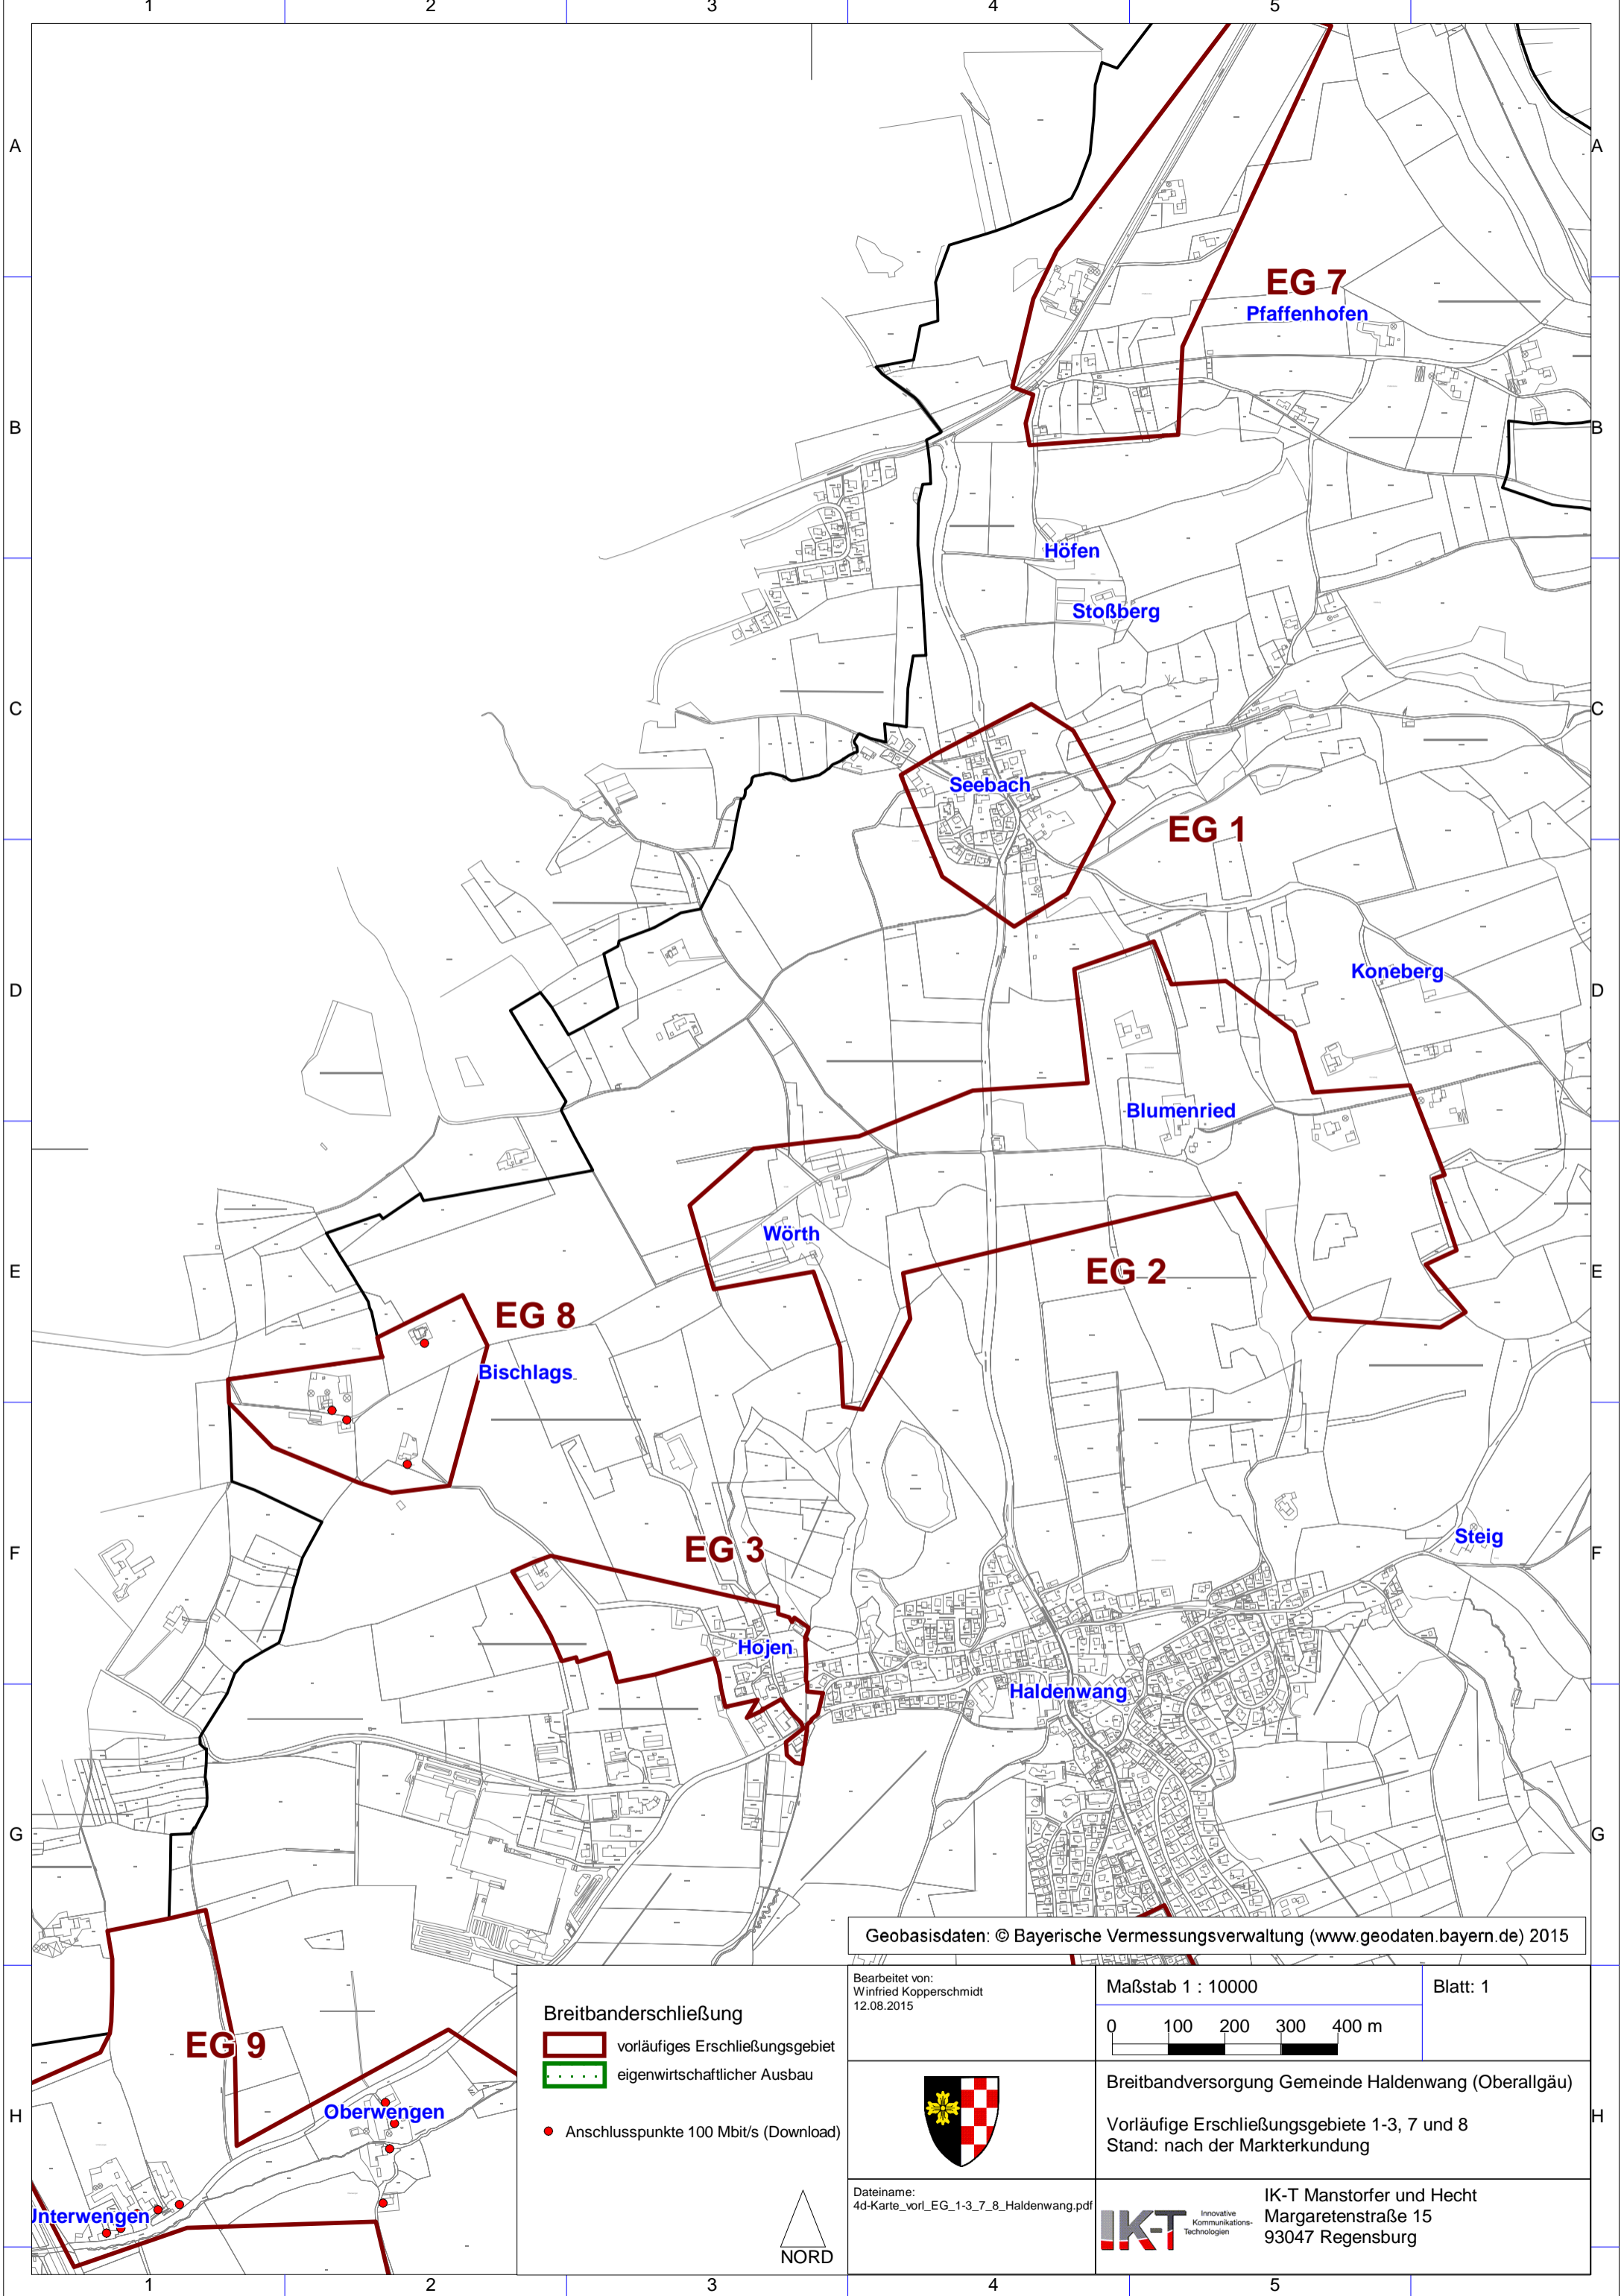 1 2 3 4 5
A A
EG 7
Pfaffenhofen
B B
Höfen
Stoßberg
C C
Seebach
EG 1
Koneberg
D D
Blumenried
Wörth
E E
EG 2
EG 8
Bischlags
EG 3
Steig
F F
Hojen
Haldenwang
G G
Geobasisdaten: © Bayerische Vermessungsverwaltung (www.geodaten.bayern.de) 2015
EG 9
Oberwengen
H H
Unterwengen
Breitbanderschließung
vorläufiges Erschließungsgebiet
eigenwirtschaftlicher Ausbau
Anschlusspunkte 100 Mbit/s (Download)
NORD
Bearbeitet von:
Winfried Kopperschmidt
12.08.2015
Maßstab 1 : 10000
Blatt: 1
0 100 200 300 400 m
Breitbandversorgung Gemeinde Haldenwang (Oberallgäu)
Vorläufige Erschließungsgebiete 1-3, 7 und 8
Stand: nach der Markterkundung
Dateiname:
4d-Karte_vorl_EG_1-3_7_8_Haldenwang.pdf
IK-T
Innovative
Kommunikations-
Technologien
IK-T Manstorfer und Hecht
Margaretenstraße 15
93047 Regensburg
1 2 3 4 5